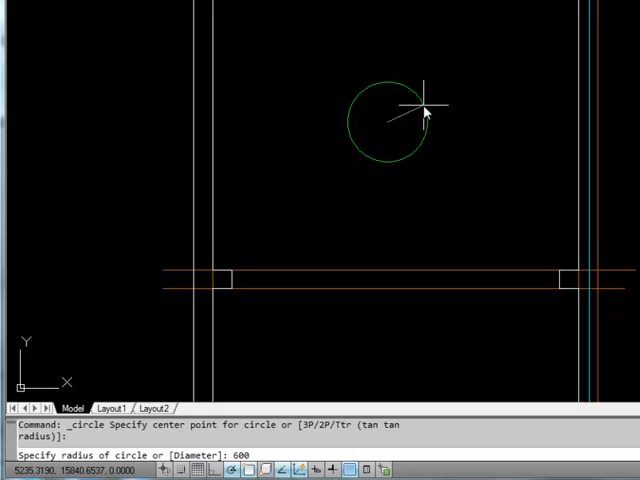 Y
X
Model Layout1 Layout2
Command: _circle Specify center point for circle or [3P/2P/Ttr (tan tan
radius)]:
Specify radius of circle or [Diameter]: 600
5235.3190, 15840.6537, 0.0000